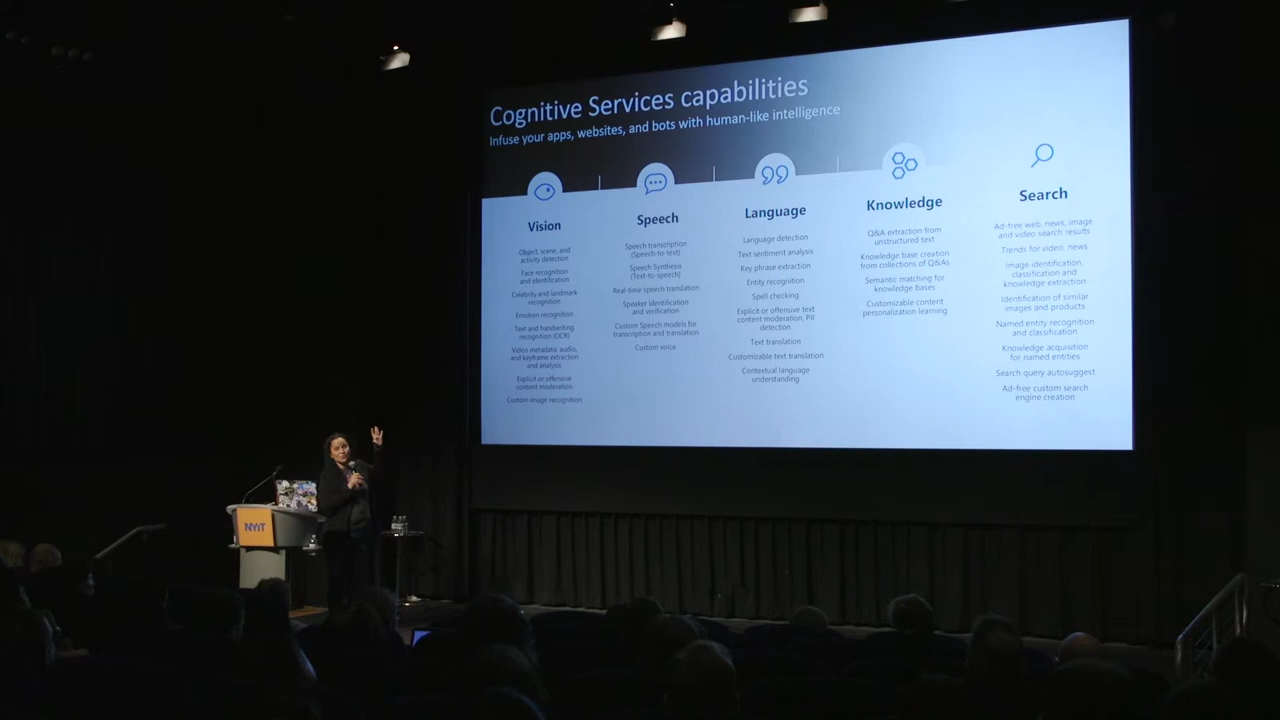 Cognitive Services capabilities
Infuse your apps, websites, and bots with human-like intelligence
Vision
Object, scene, and
activity detection
Face recognition
and identification
Celebrity and landmark
recognition
Emotion recognition
Text and handwriting
recognition (OCR)
Video metadata, audio,
and keyframe extraction
and analysis
Explicit or offensive
content moderation
Custom image recognition
Speech
Speech transcription
(Speech-to-text)
Speech Synthesis
(Text-to-speech)
Real-time speech translation
Speaker identification
and verification
Custom Speech models for
transcription and translation
Custom voice
Language
Language detection
Text sentiment analysis
Key phrase extraction
Entity recognition
Spell checking
Explicit or offensive text
content moderation, PII
detection
Text translation
Customizable text translation
Contextual language
understanding
Knowledge
Q&A extraction from
unstructured text
Knowledge base creation
from collections of Q&As
Semantic matching for
knowledge bases
Customizable content
personalization learning
Search
Ad-free web, news, image,
and video search results
Trends for video, news
Image identification,
classification and
knowledge extraction
Identification of similar
images and products
Named entity recognition
and classification
Knowledge acquisition
for named entities
Search query autosuggest
Ad-free custom search
engine creation
NYiT